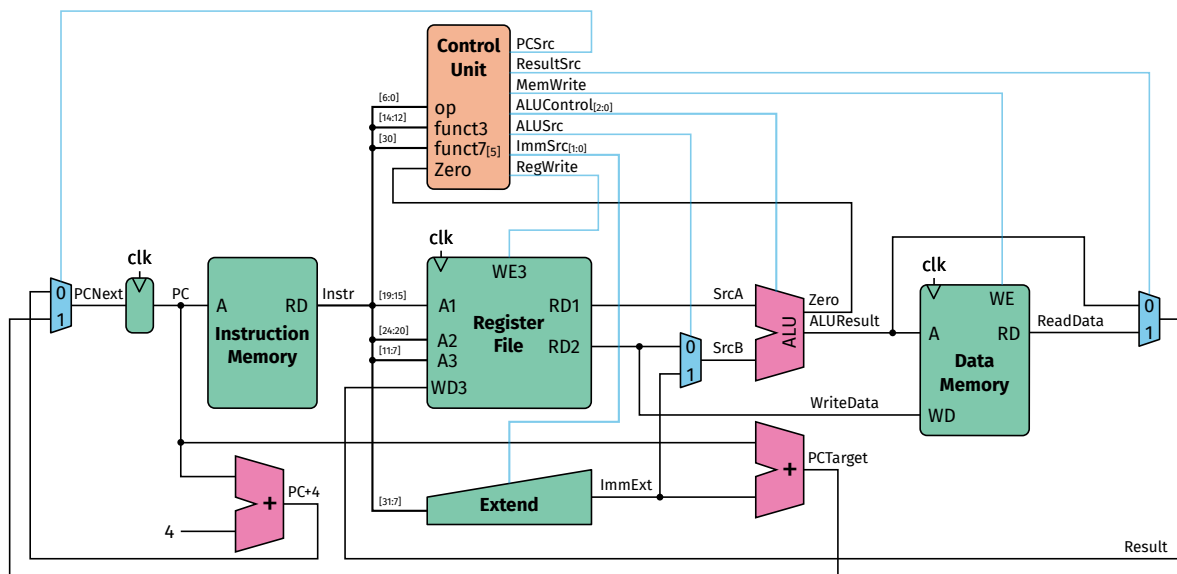 Control
Unit
op
funct3
funct7[5]
Zero
PCSrc
ResultSrc
MemWrite
ALUControl[2:0]
ALUSrc
ImmSrc[1:0]
RegWrite
[6:0]
[14:12]
[30]
0
1
PCNext
clk
PC
A
RD
Instruction
Memory
Instr
[19:15]
[24:20]
[11:7]
[31:7]
clk
WE3
A1
A2
A3
WD3
RD1
RD2
Register
File
0
1
SrcA
SrcB
ALU
Zero
ALUResult
WriteData
clk
WE
A
RD
Data
Memory
WD
ReadData
0
1
4
+
PC+4
Extend
ImmExt
+
PCTarget
Result